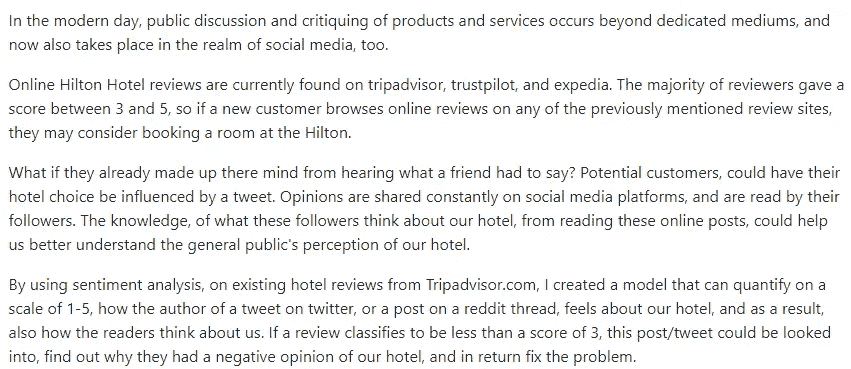 In the modern day, public discussion and critiquing of products and services occurs beyond dedicated mediums, and
now also takes place in the realm of social media, too.
Online Hilton Hotel reviews are currently found on tripadvisor, trustpilot, and expedia. The majority of reviewers gave a
score between 3 and 5, so if a new customer browses online reviews on any of the previously mentioned review sites,
they may consider booking a room at the Hilton.
What if they already made up there mind from hearing what a friend had to say? Potential customers, could have their
hotel choice be influenced by a tweet. Opinions are shared constantly on social media platforms, and are read by their
followers. The knowledge, of what these followers think about our hotel, from reading these online posts, could help
us better understand the general public's perception of our hotel.
By using sentiment analysis, on existing hotel reviews from Tripadvisor.com, I created a model that can quantify on a
scale of 1-5, how the author of a tweet on twitter, or a post on a reddit thread, feels about our hotel, and as a result,
also how the readers think about us. If a review classifies to be less than a score of 3, this post/tweet could be looked
into, find out why they had a negative opinion of our hotel, and in return fix the problem.